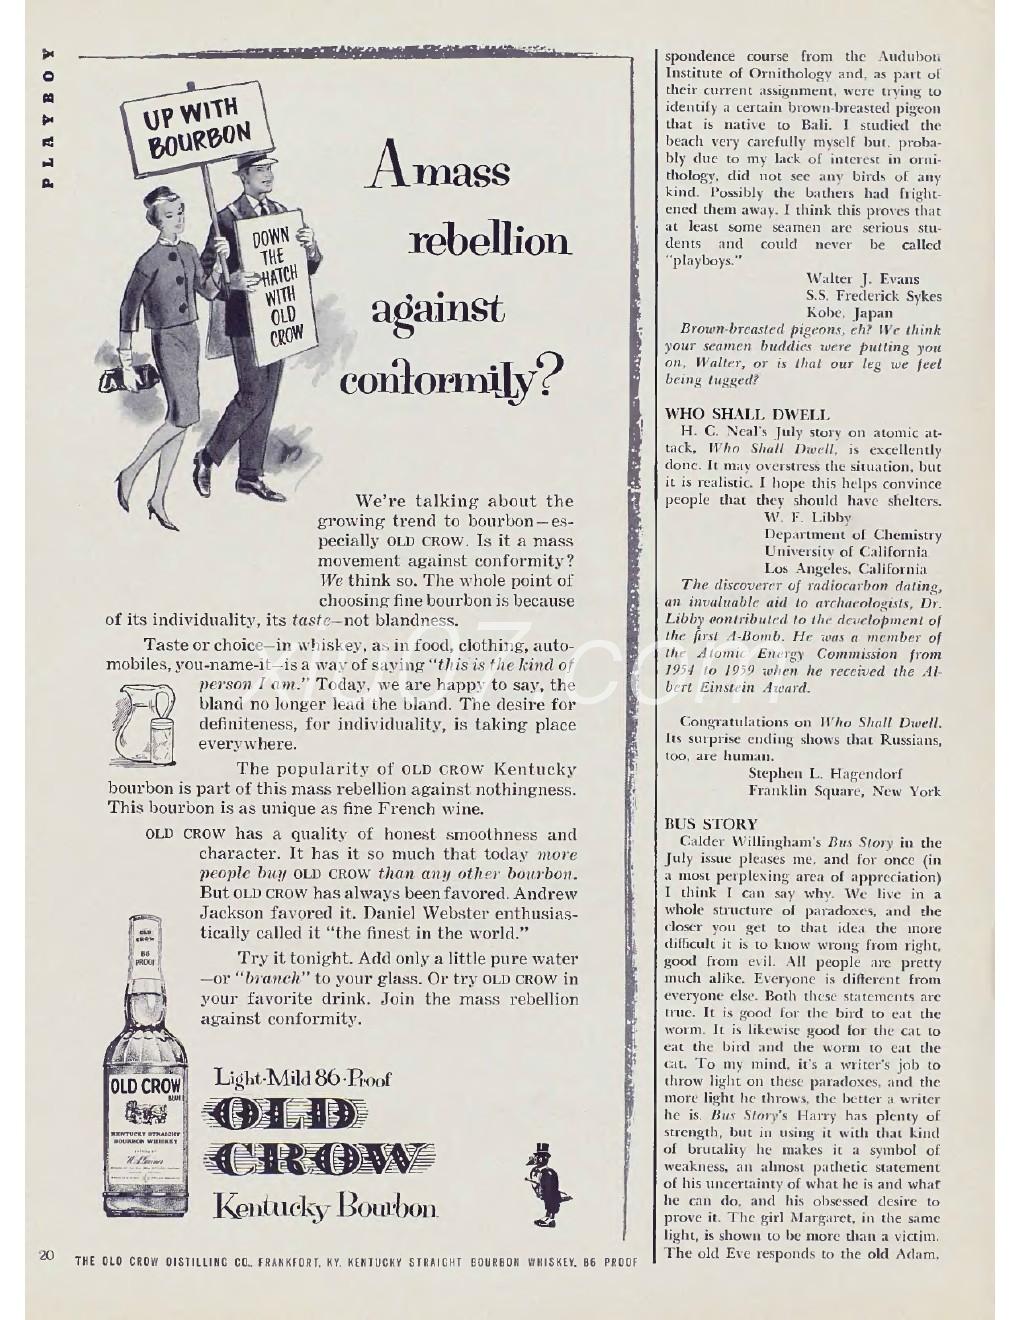 PLAYBOY
UP WITH
BOURBON
DOWN
THE
HATCH
WITH
OLD
CROW
A mass
rebellion
against
conformity?
We're talking about the
growing trend to bourbon—es-
pecially OLD CROW. Is it a mass
movement against conformity?
We think so. The whole point of
choosing fine bourbon is because
of its individuality, its taste—not blandness.
Taste or choice—in whiskey, as in food, clothing, auto-
mobiles, you-name-it—is a way of saying "this is the kind of
person I am." Today, we are happy to say, the
bland no longer lead the bland. The desire for
definiteness, for individuality, is taking place
everywhere.
The popularity of OLD CROW Kentucky
bourbon is part of this mass rebellion against nothingness.
This bourbon is as unique as fine French wine.
OLD CROW has a quality of honest smoothness and
character. It has it so much that today more
people buy OLD CROW than any other bourbon.
But OLD CROW has always been favored. Andrew
Jackson favored it. Daniel Webster enthusias-
tically called it "the finest in the world."
Try it tonight. Add only a little pure water
—or "branch" to your glass. Or try OLD CROW in
your favorite drink. Join the mass rebellion
against conformity.
OLD
CROW
86
PROOF
OLD CROW
BRAND
KENTUCKY STRAIGHT
BOURBON WHISKEY
Light·Mild 86·Proof
OLD
CROW
Kentucky Bourbon
20
THE OLD CROW DISTILLING CO., FRANKFORT, KY. KENTUCKY STRAIGHT BOURBON WHISKEY, 86 PROOF
spondence course from the Audubon
Institute of Ornithology and, as part of
their current assignment, were trying to
identify a certain brown-breasted pigeon
that is native to Bali. I studied the
beach very carefully myself but, proba-
bly due to my lack of interest in orni-
thology, did not see any birds of any
kind. Possibly the bathers had fright-
ened them away. I think this proves that
at least some seamen are serious stu-
dents and could never be called
"playboys."
Walter J. Evans
S.S. Frederick Sykes
Kobe, Japan
Brown-breasted pigeons, eh? We think
your seamen buddies were putting you
on, Walter, or is that our leg we feel
being tugged?
WHO SHALL DWELL
H. C. Neal's July story on atomic at-
tack, Who Shall Dwell, is excellently
done. It may overstress the situation, but
it is realistic. I hope this helps convince
people that they should have shelters.
W. F. Libby
Department of Chemistry
University of California
Los Angeles, California
The discoverer of radiocarbon dating,
an invaluable aid to archaeologists, Dr.
Libby contributed to the development of
the first A-Bomb. He was a member of
the Atomic Energy Commission from
1954 to 1959 when he received the Al-
bert Einstein Award.
Congratulations on Who Shall Dwell.
Its surprise ending shows that Russians,
too, are human.
Stephen L. Hagendorf
Franklin Square, New York
BUS STORY
Calder Willingham's Bus Story in the
July issue pleases me, and for once (in
a most perplexing area of appreciation)
I think I can say why. We live in a
whole structure of paradoxes, and the
closer you get to that idea the more
difficult it is to know wrong from right,
good from evil. All people are pretty
much alike. Everyone is different from
everyone else. Both these statements are
true. It is good for the bird to eat the
worm. It is likewise good for the cat to
eat the bird and the worm to eat the
cat. To my mind, it's a writer's job to
throw light on these paradoxes, and the
more light he throws, the better a writer
he is. Bus Story's Harry has plenty of
strength, but in using it with that kind
of brutality he makes it a symbol of
weakness, an almost pathetic statement
of his uncertainty of what he is and what
he can do, and his obsessed desire to
prove it. The girl Margaret, in the same
light, is shown to be more than a victim.
The old Eve responds to the old Adam.